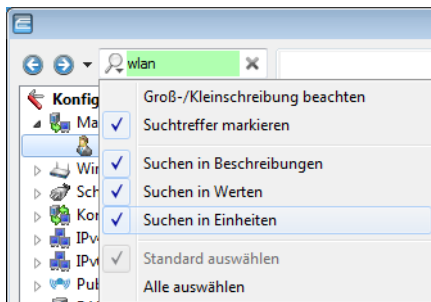 wlan
Konfig
Groß-/Kleinschreibung beachten
Ma
Suchtreffer markieren
Wir
Suchen in Beschreibungen
Sch
Suchen in Werten
Kor
Suchen in Einheiten
IPv
IPv
Standard auswählen
Pub
Alle auswählen